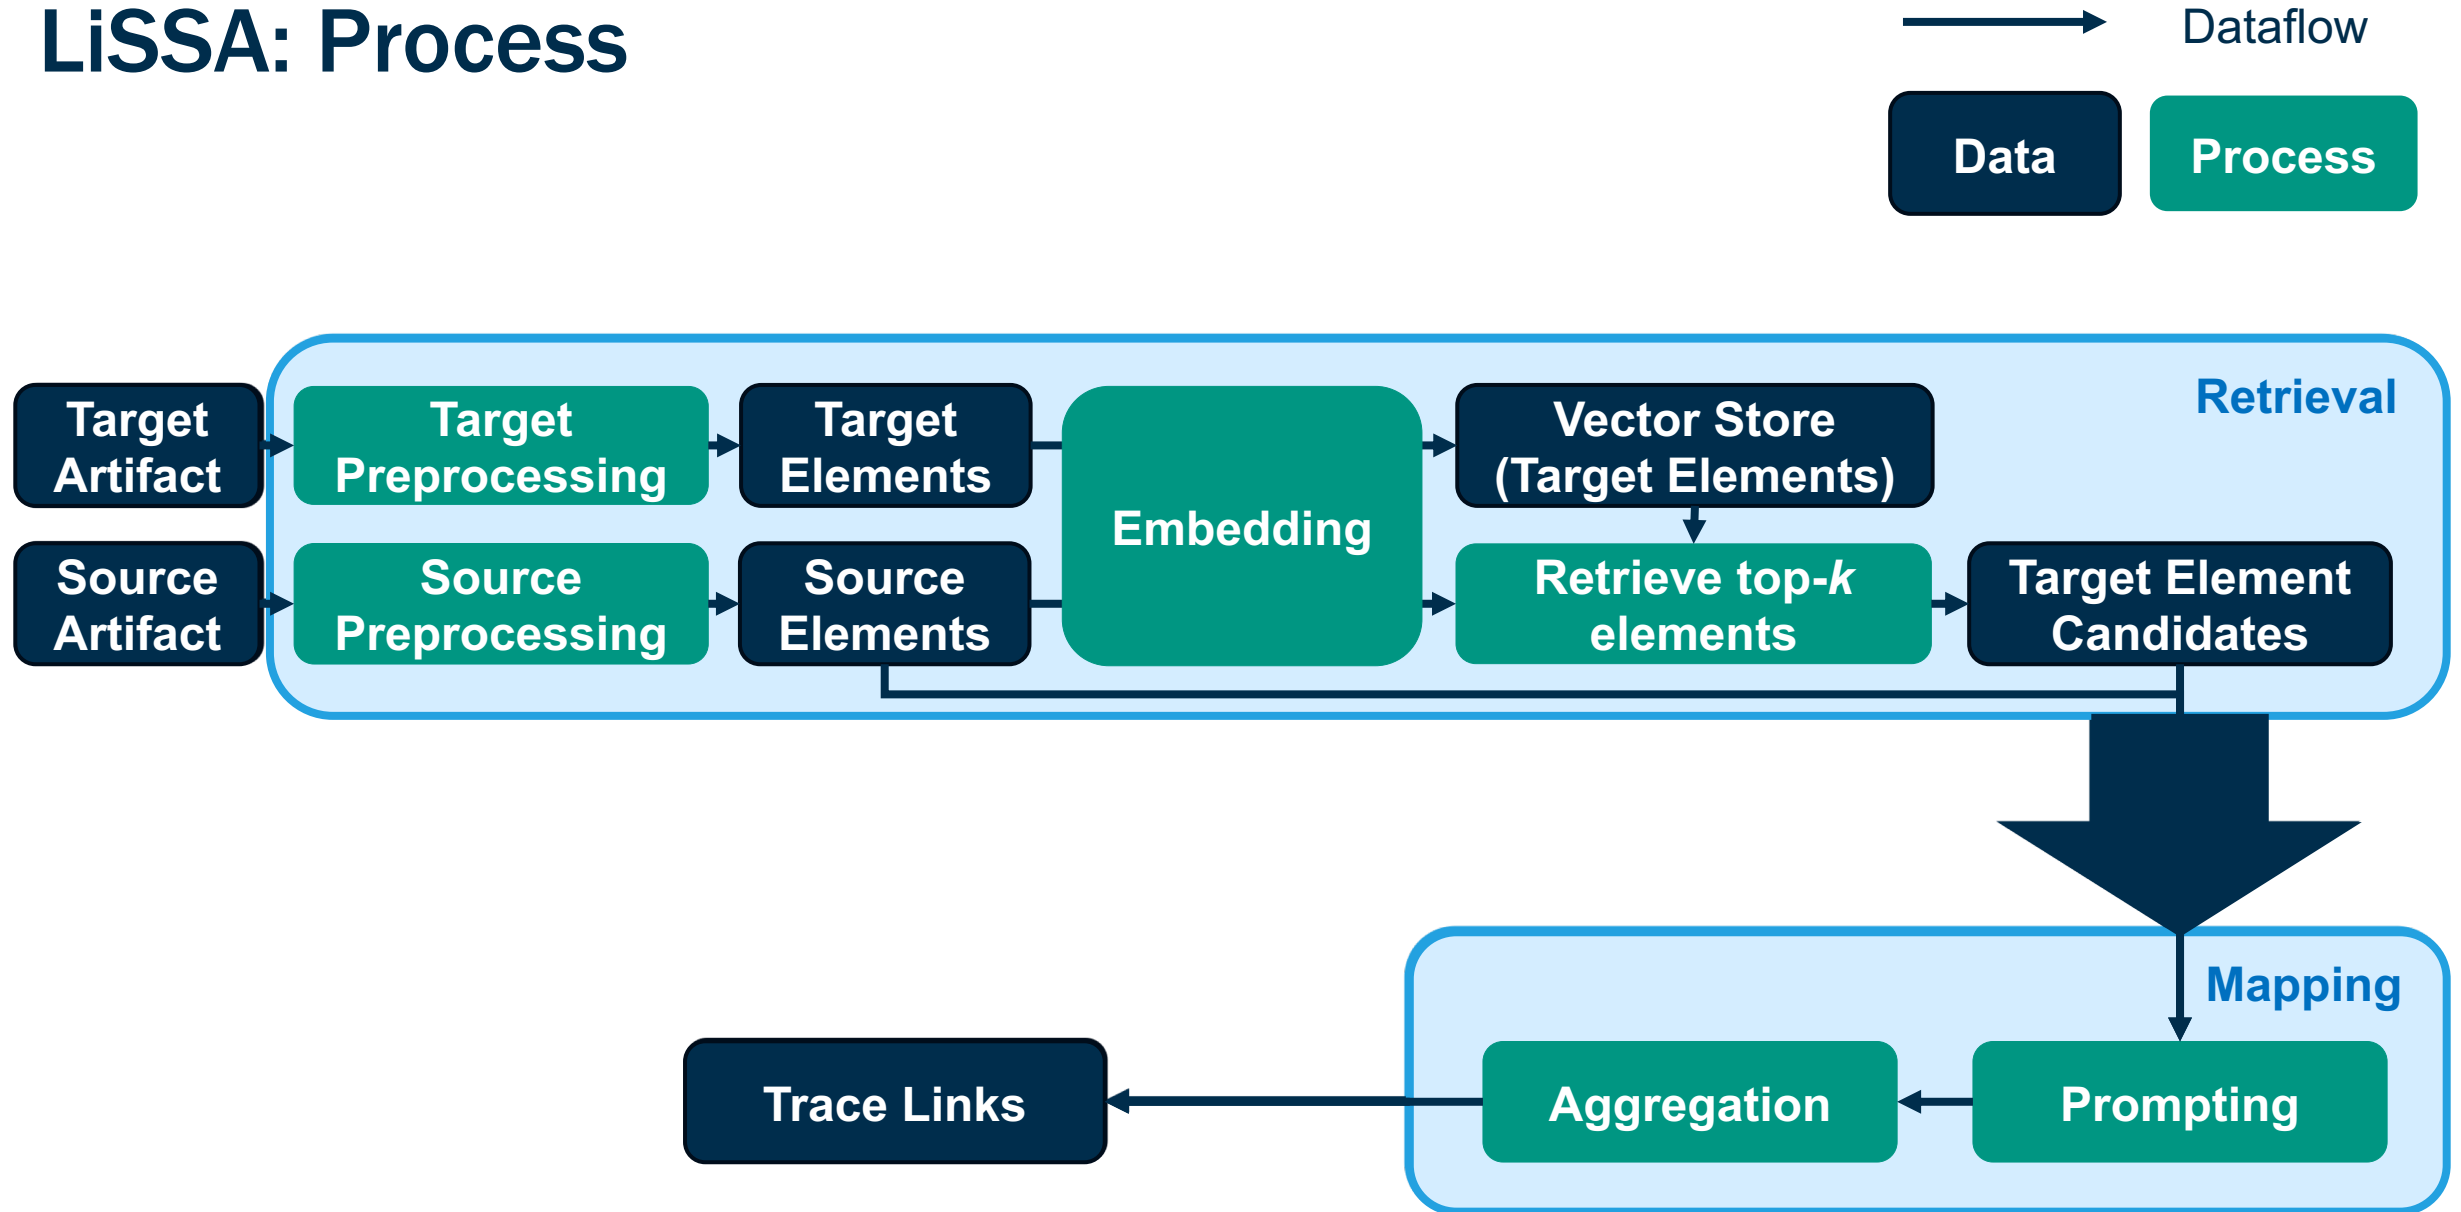 LiSSA: Process
Dataflow
Data
Process
Retrieval
Target
Artifact
Target
Preprocessing
Target
Elements
Embedding
Vector Store
(Target Elements)
Source
Artifact
Source
Preprocessing
Source
Elements
Retrieve top-k
elements
Target Element
Candidates
Mapping
Trace Links
Aggregation
Prompting